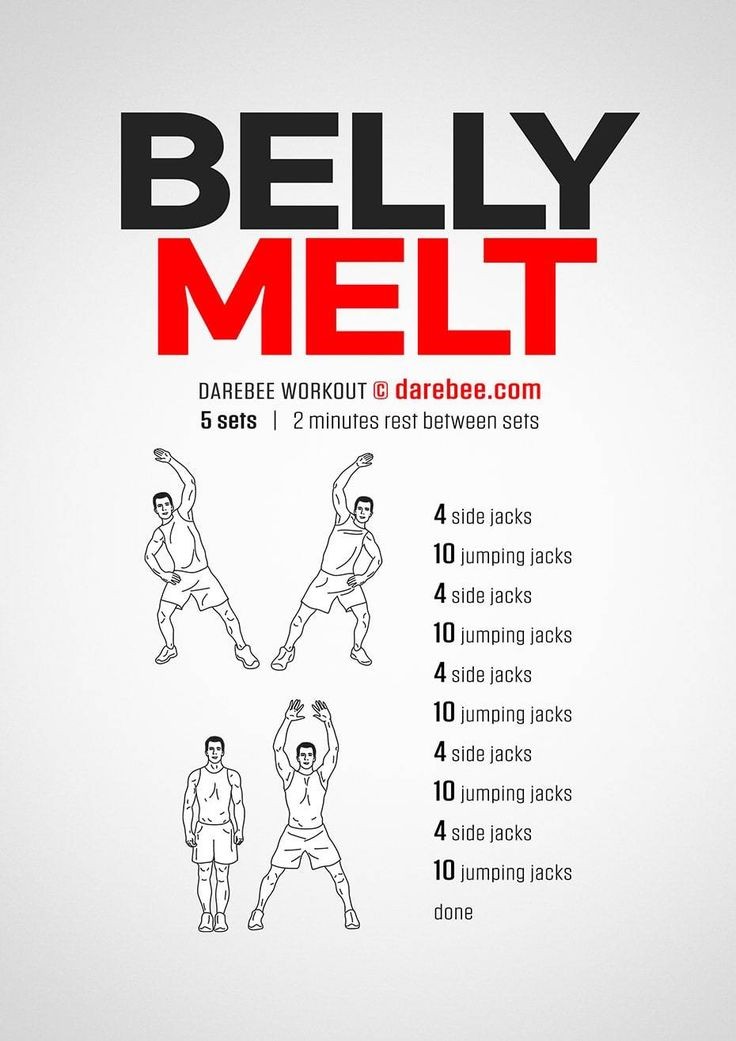 BELLY
MELT
DAREBEE WORKOUT © darebee.com
5 sets | 2 minutes rest between sets
4 side jacks
10 jumping jacks
4 side jacks
10 jumping jacks
4 side jacks
10 jumping jacks
4 side jacks
10 jumping jacks
4 side jacks
10 jumping jacks
done